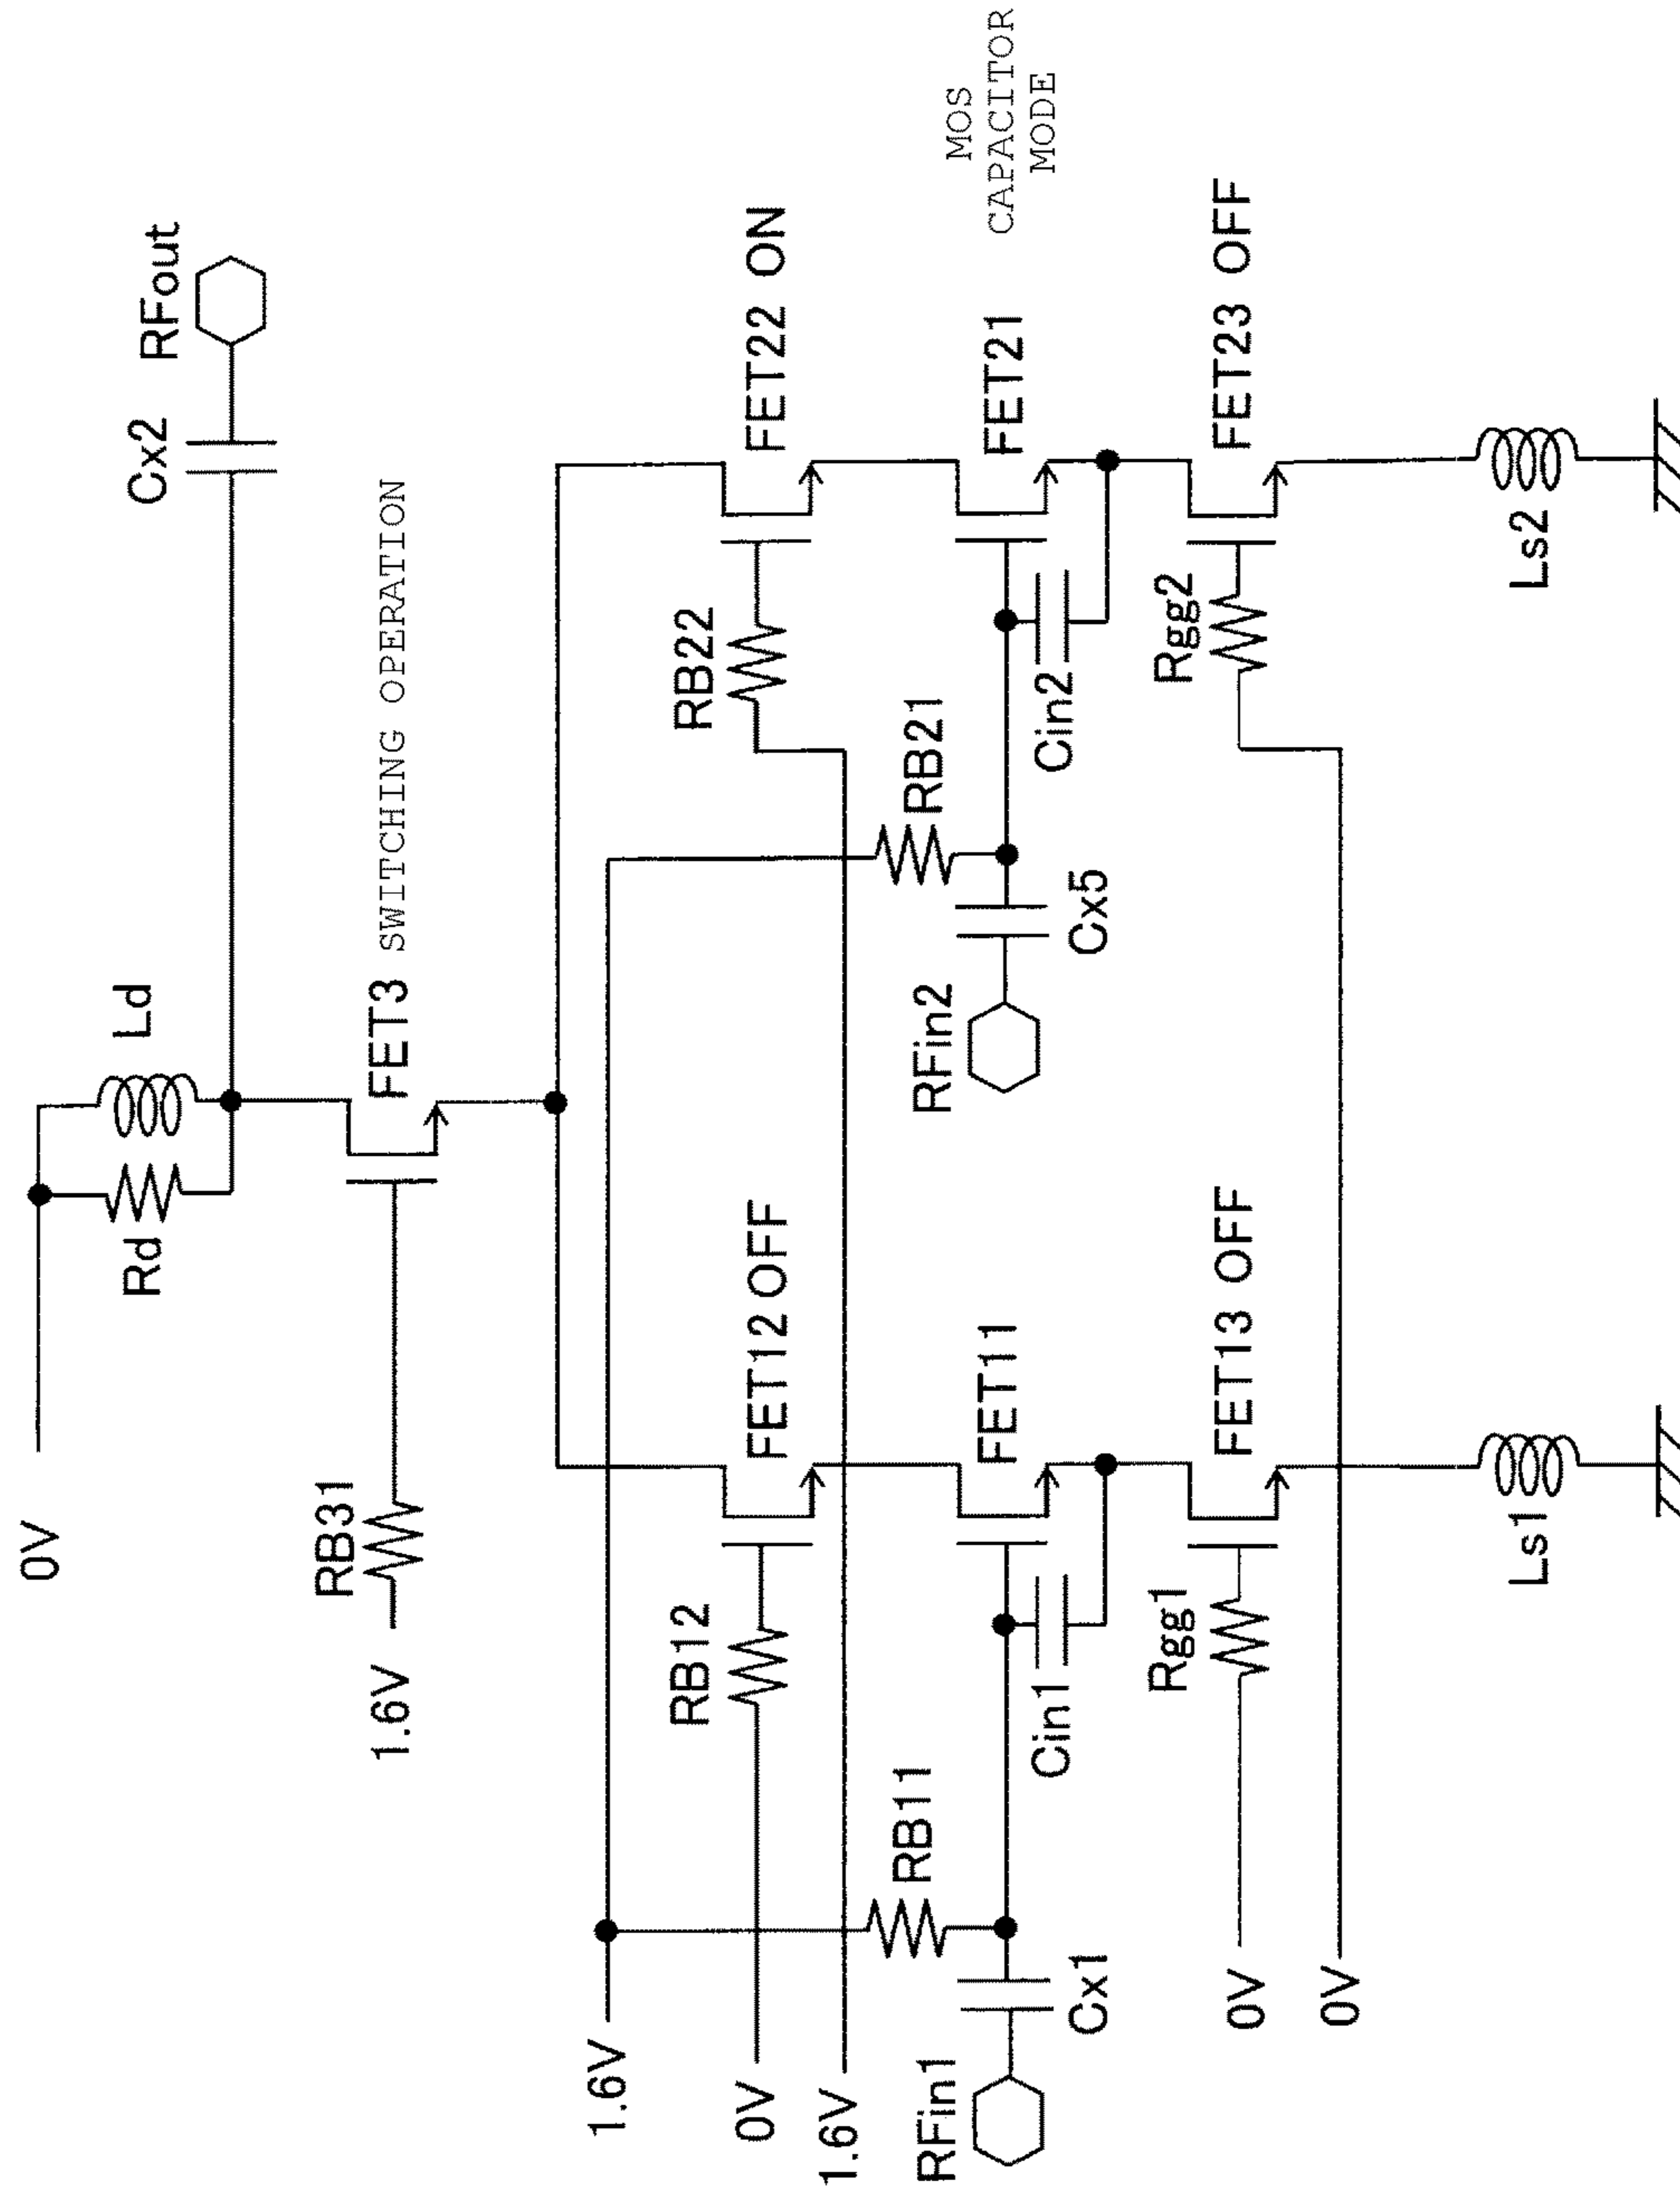 0V
Rd
Ld
Cx2
RFout
1.6V
RB31
FET3
SWITCHING OPERATION
1.6V
0V
RB12
FET12 OFF
RB22
FET22 ON
1.6V
RB11
RB21
RFin1
Cx1
Cin1
FET11
RFin2
Cx5
Cin2
FET21
MOS
CAPACITOR
MODE
0V
Rgg1
FET13 OFF
Rgg2
FET23 OFF
0V
Ls1
Ls2